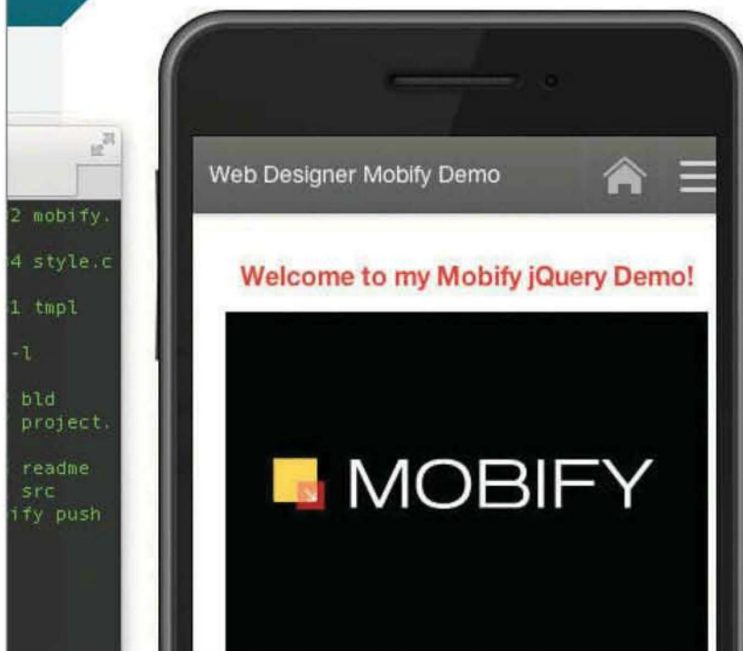 2 mobify.
4 style.c
1 tmpl
-l
bld
project.
readme
src
ify push
Web Designer Mobify Demo
Welcome to my Mobify jQuery Demo!
MOBIFY